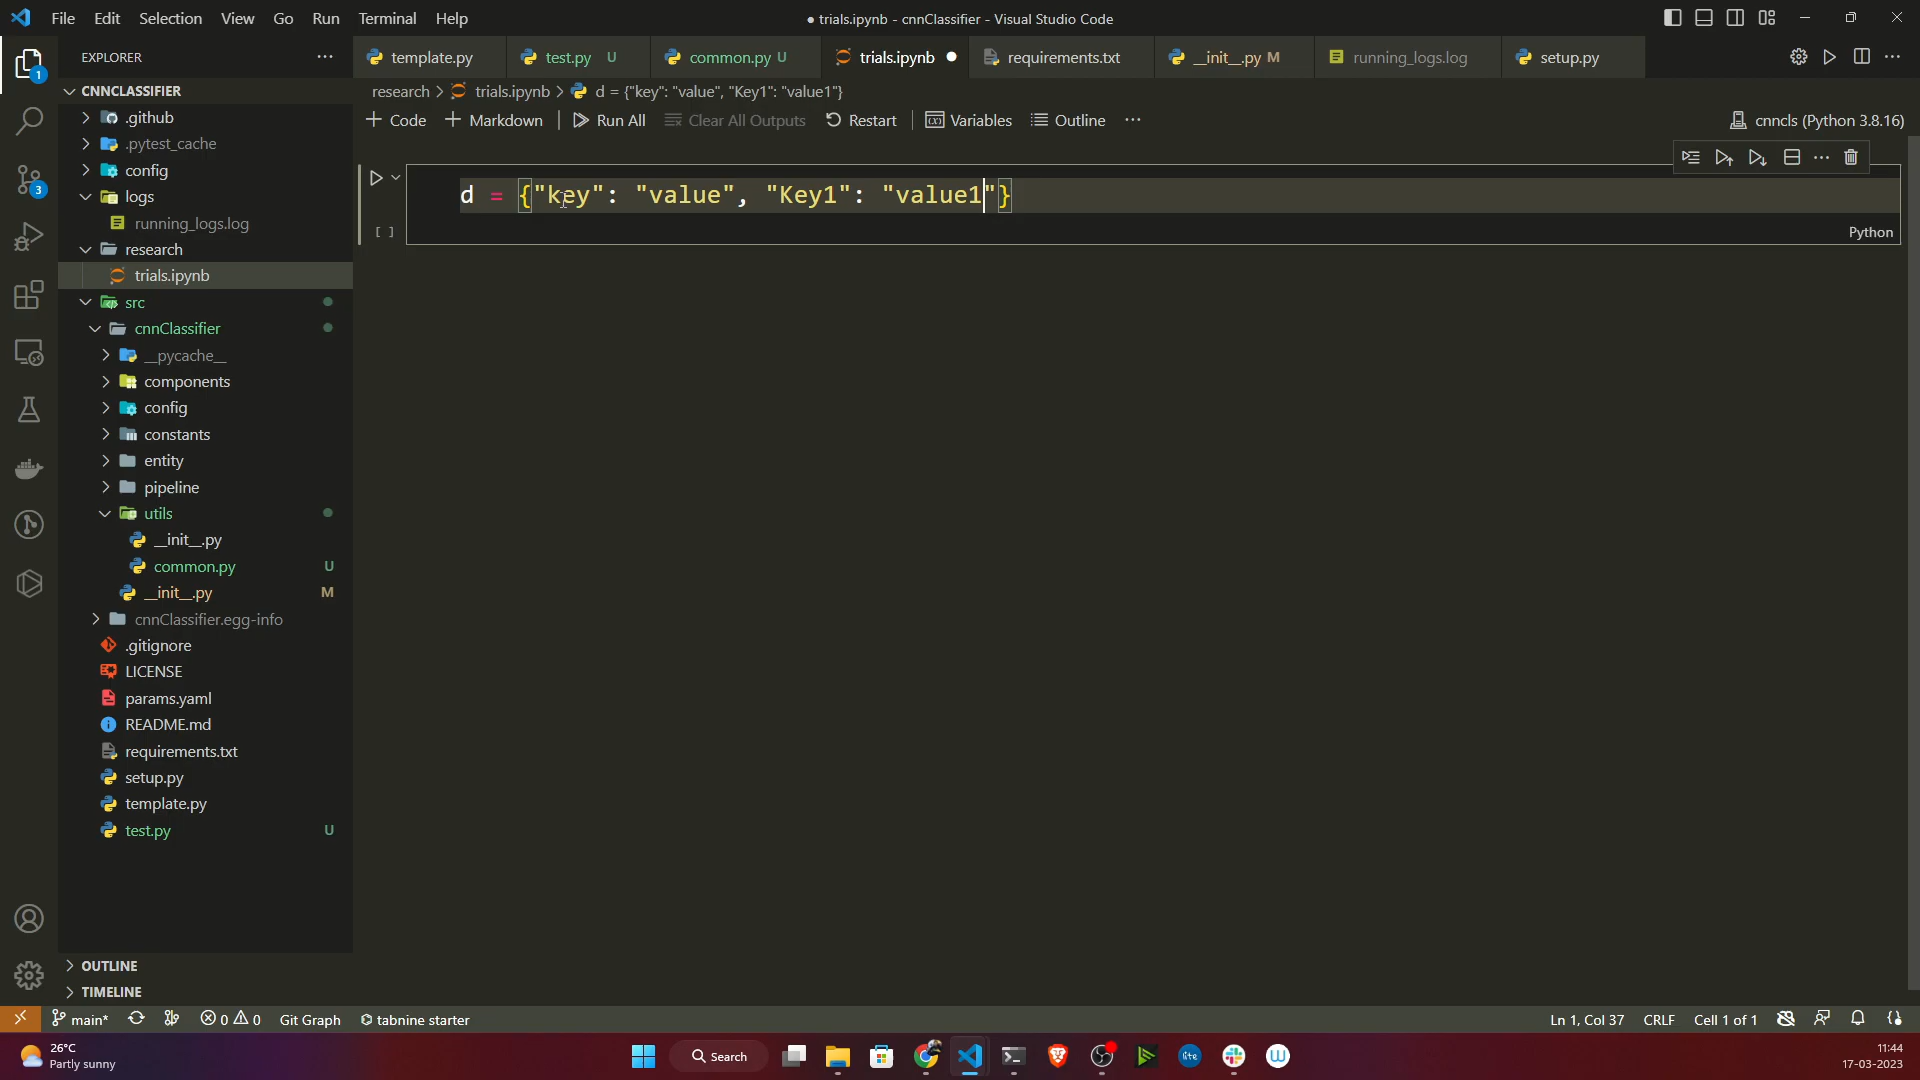 File Edit Selection View Go Run Terminal Help
● trials.ipynb - cnnClassifier - Visual Studio Code
EXPLORER
template.py
test.py U
common.py U
trials.ipynb
requirements.txt
__init__.py M
running_logs.log
setup.py
CNNCLASSIFIER
research > trials.ipynb > d = {"key": "value", "Key1": "value1"}
Code Markdown Run All Clear All Outputs Restart Variables Outline
cnncls (Python 3.8.16)
d = {"key": "value", "Key1": "value1"}
[ ]
Python
.github
.pytest_cache
config
logs
running_logs.log
research
trials.ipynb
src
cnnClassifier
__pycache__
components
config
constants
entity
pipeline
utils
__init__.py
common.py U
__init__.py M
cnnClassifier.egg-info
.gitignore
LICENSE
params.yaml
README.md
requirements.txt
setup.py
template.py
test.py U
OUTLINE
TIMELINE
1
3
main* 0 0 Git Graph tabnine starter
Ln 1, Col 37 CRLF Cell 1 of 1
26°C
Partly sunny
Search
lite
11:44
17-03-2023